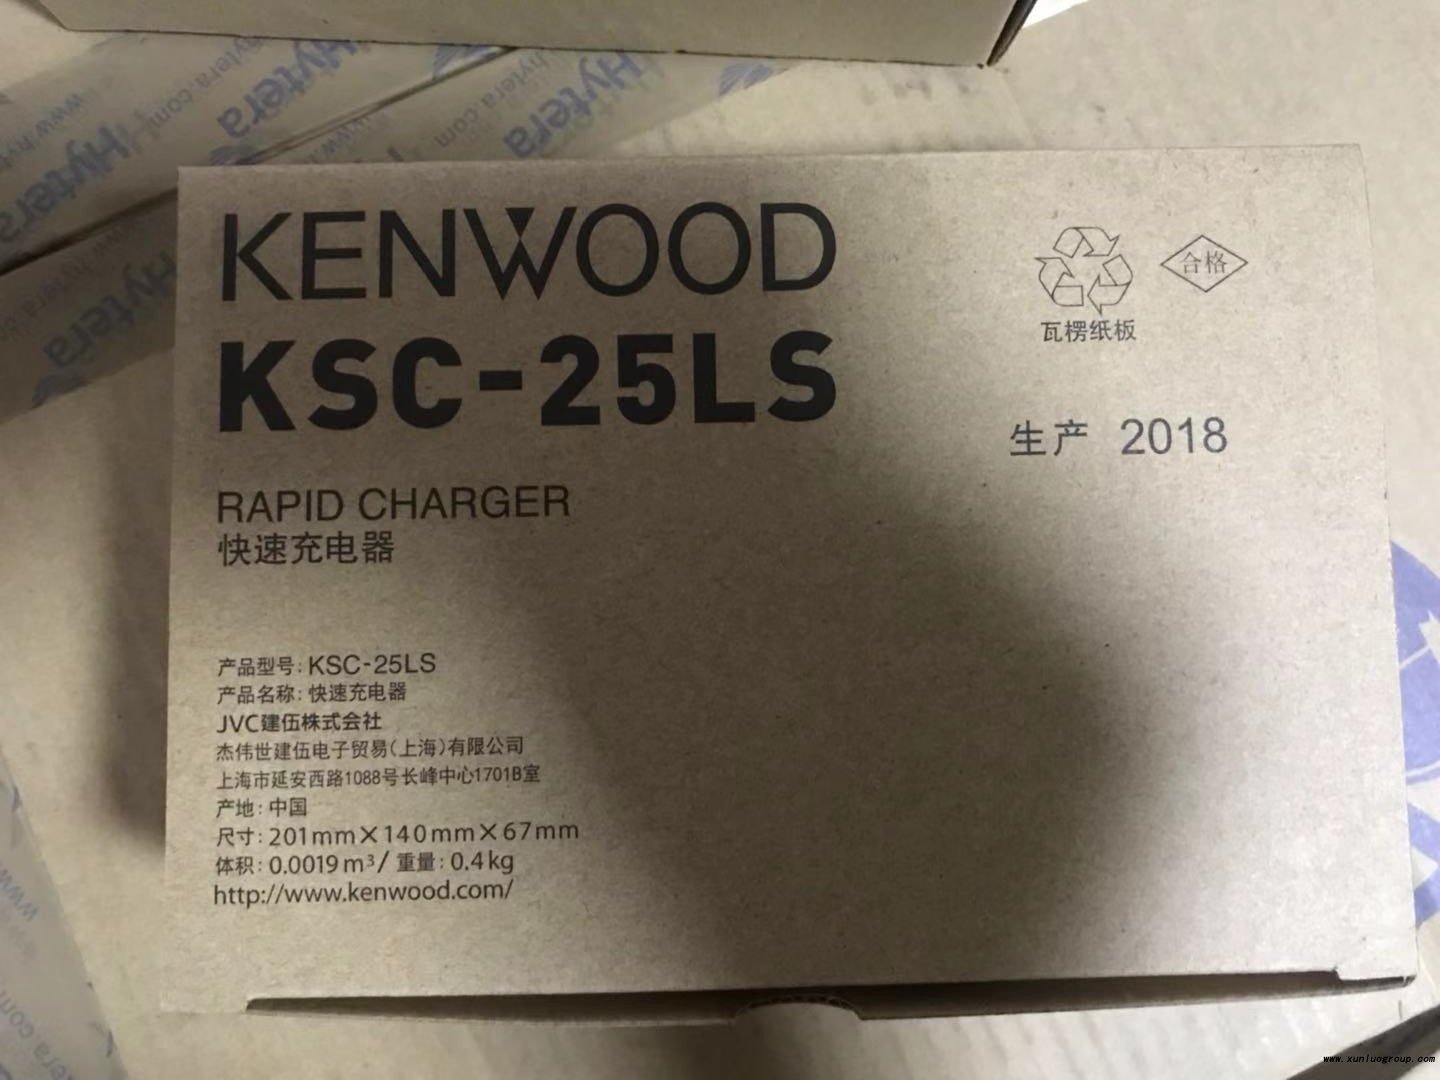 Hytera
www.hytera.com
Hytera
Hytera
Hytera
Hytera
KENWOOD
KSC-25LS
瓦楞纸板
合格
生产 2018
RAPID CHARGER
快速充电器
产品型号: KSC-25LS
产品名称: 快速充电器
JVC建伍株式会社
杰伟世建伍电子贸易(上海)有限公司
上海市延安西路1088号长峰中心1701B室
产地: 中国
尺寸: 201mm×140mm×67mm
体积: 0.0019m³/ 重量: 0.4kg
http://www.kenwood.com/
www.xunluogroup.com